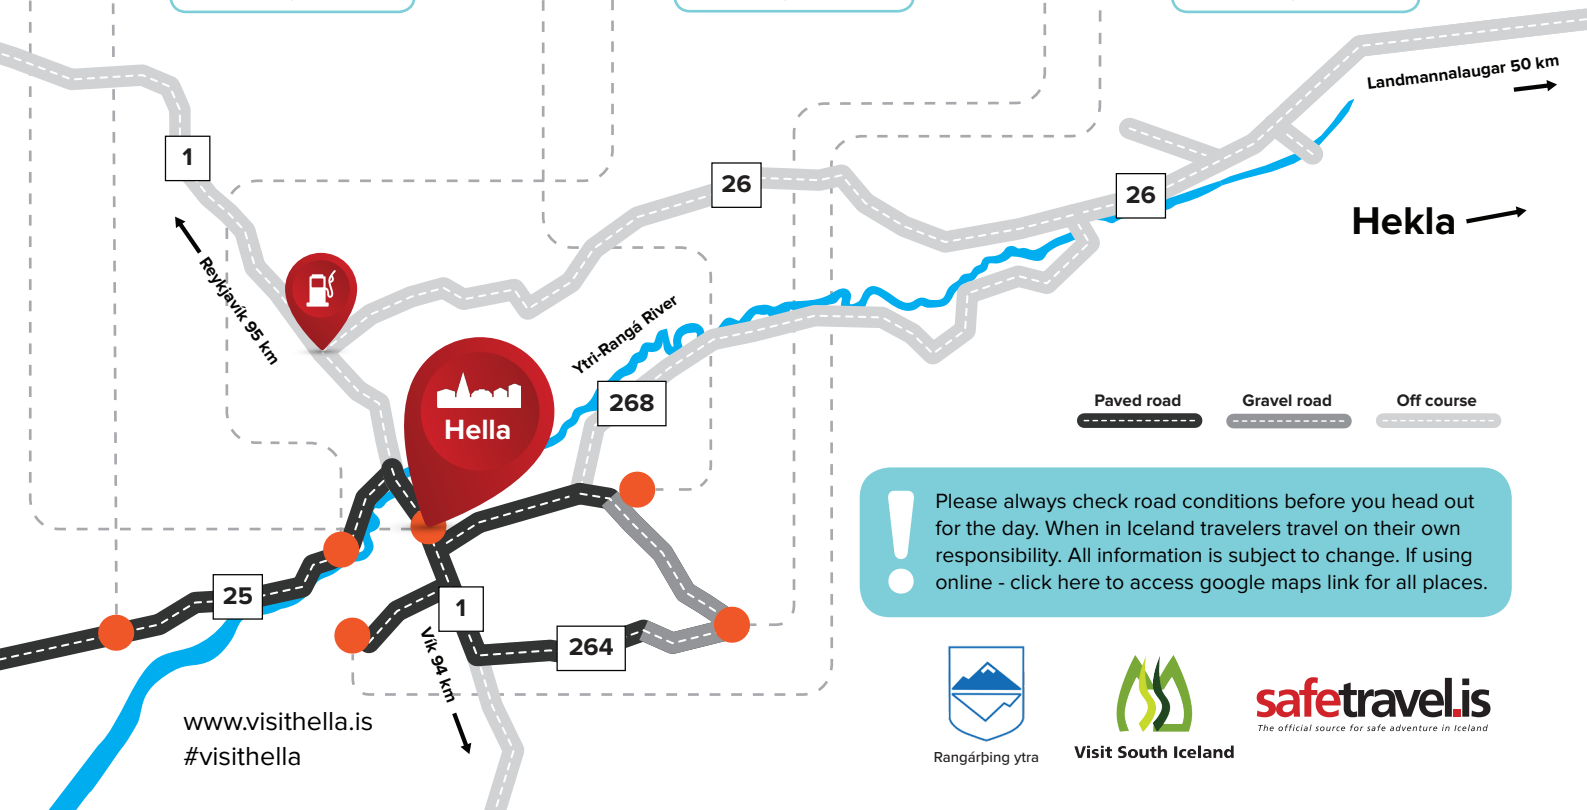 Landmannalaugar 50 km
1
26
26
Hekla
Reykjavík 95 km
Ytri-Rangá River
268
Hella
Paved road
Gravel road
Off course
Please always check road conditions before you head out
for the day. When in Iceland travelers travel on their own
responsibility. All information is subject to change. If using
online - click here to access google maps link for all places.
25
1
264
Vík 94 km
www.visithella.is
#visithella
Rangárþing ytra
Visit South Iceland
safetravel.is
The official source for safe adventure in Iceland